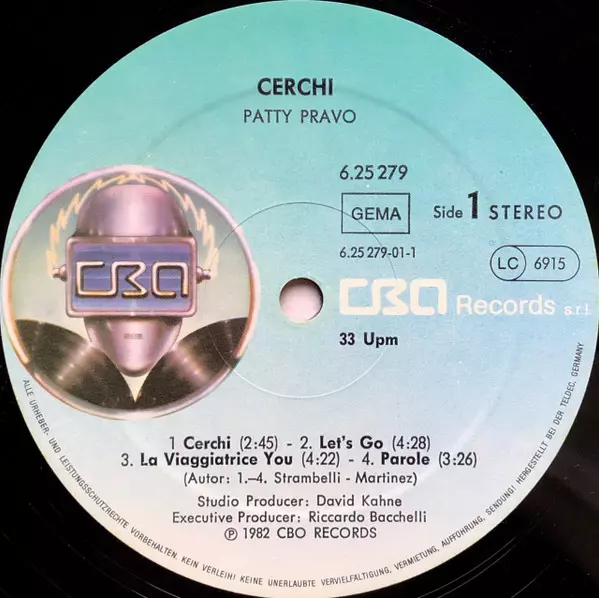 CERCHI
PATTY PRAVO
6.25 279
GEMA
Side 1 STEREO
6.25 279-01-1
LC 6915
CBO
CBO Records s.r.l.
33 Upm
1 Cerchi (2:45) - 2. Let's Go (4:28)
3. La Viaggiatrice You (4:22) - 4. Parole (3:26)
(Autor: 1.–4. Strambelli - Martinez)
Studio Producer: David Kahne
Executive Producer: Riccardo Bacchelli
Ⓟ 1982 CBO RECORDS
ALLE URHEBER- UND LEISTUNGSSCHUTZRECHTE VORBEHALTEN. KEIN VERLEIH! KEINE UNERLAUBTE VERVIELFÄLTIGUNG, VERMIETUNG, AUFFÜHRUNG, SENDUNG! HERGESTELLT BEI DER TELDEC, GERMANY